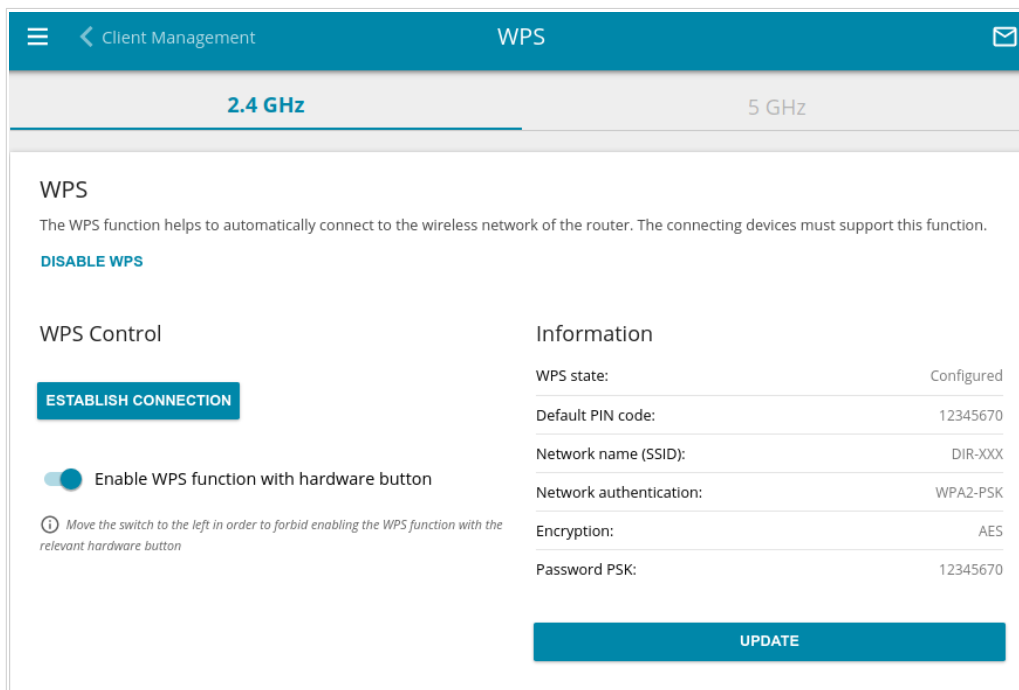 Client Management
WPS
2.4 GHz
5 GHz
WPS
The WPS function helps to automatically connect to the wireless network of the router. The connecting devices must support this function.
DISABLE WPS
WPS Control
ESTABLISH CONNECTION
Enable WPS function with hardware button
Move the switch to the left in order to forbid enabling the WPS function with the
relevant hardware button
Information
WPS state: Configured
Default PIN code: 12345670
Network name (SSID): DIR-XXX
Network authentication: WPA2-PSK
Encryption: AES
Password PSK: 12345670
UPDATE